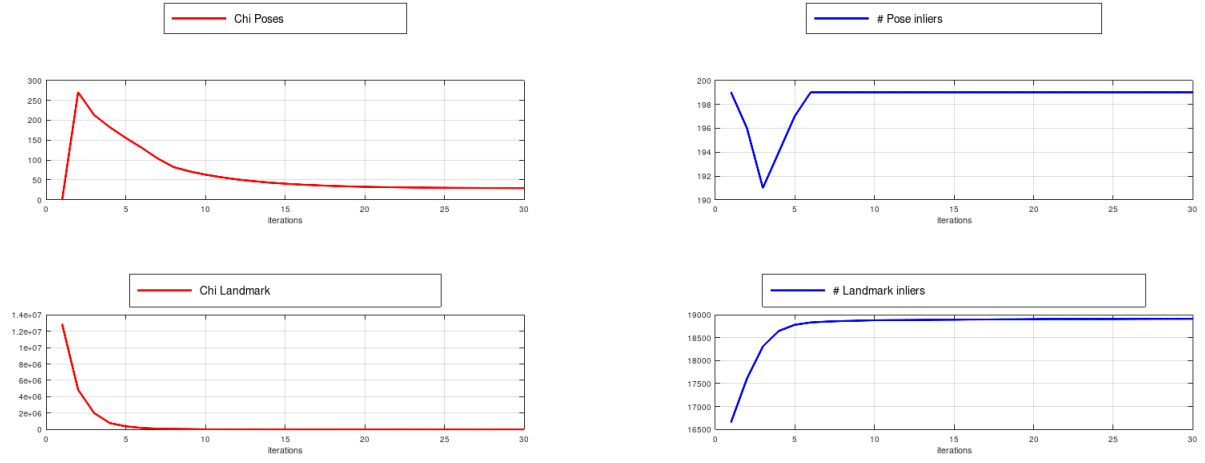 Chi Poses
300
250
200
150
100
50
0
0 5 10 15 20 25 30
iterations
# Pose inliers
200
198
196
194
192
190
0 5 10 15 20 25 30
iterations
Chi Landmark
1.4e+07
1.2e+07
1e+07
8e+06
6e+06
4e+06
2e+06
0
0 5 10 15 20 25 30
iterations
# Landmark inliers
19000
18500
18000
17500
17000
16500
0 5 10 15 20 25 30
iterations